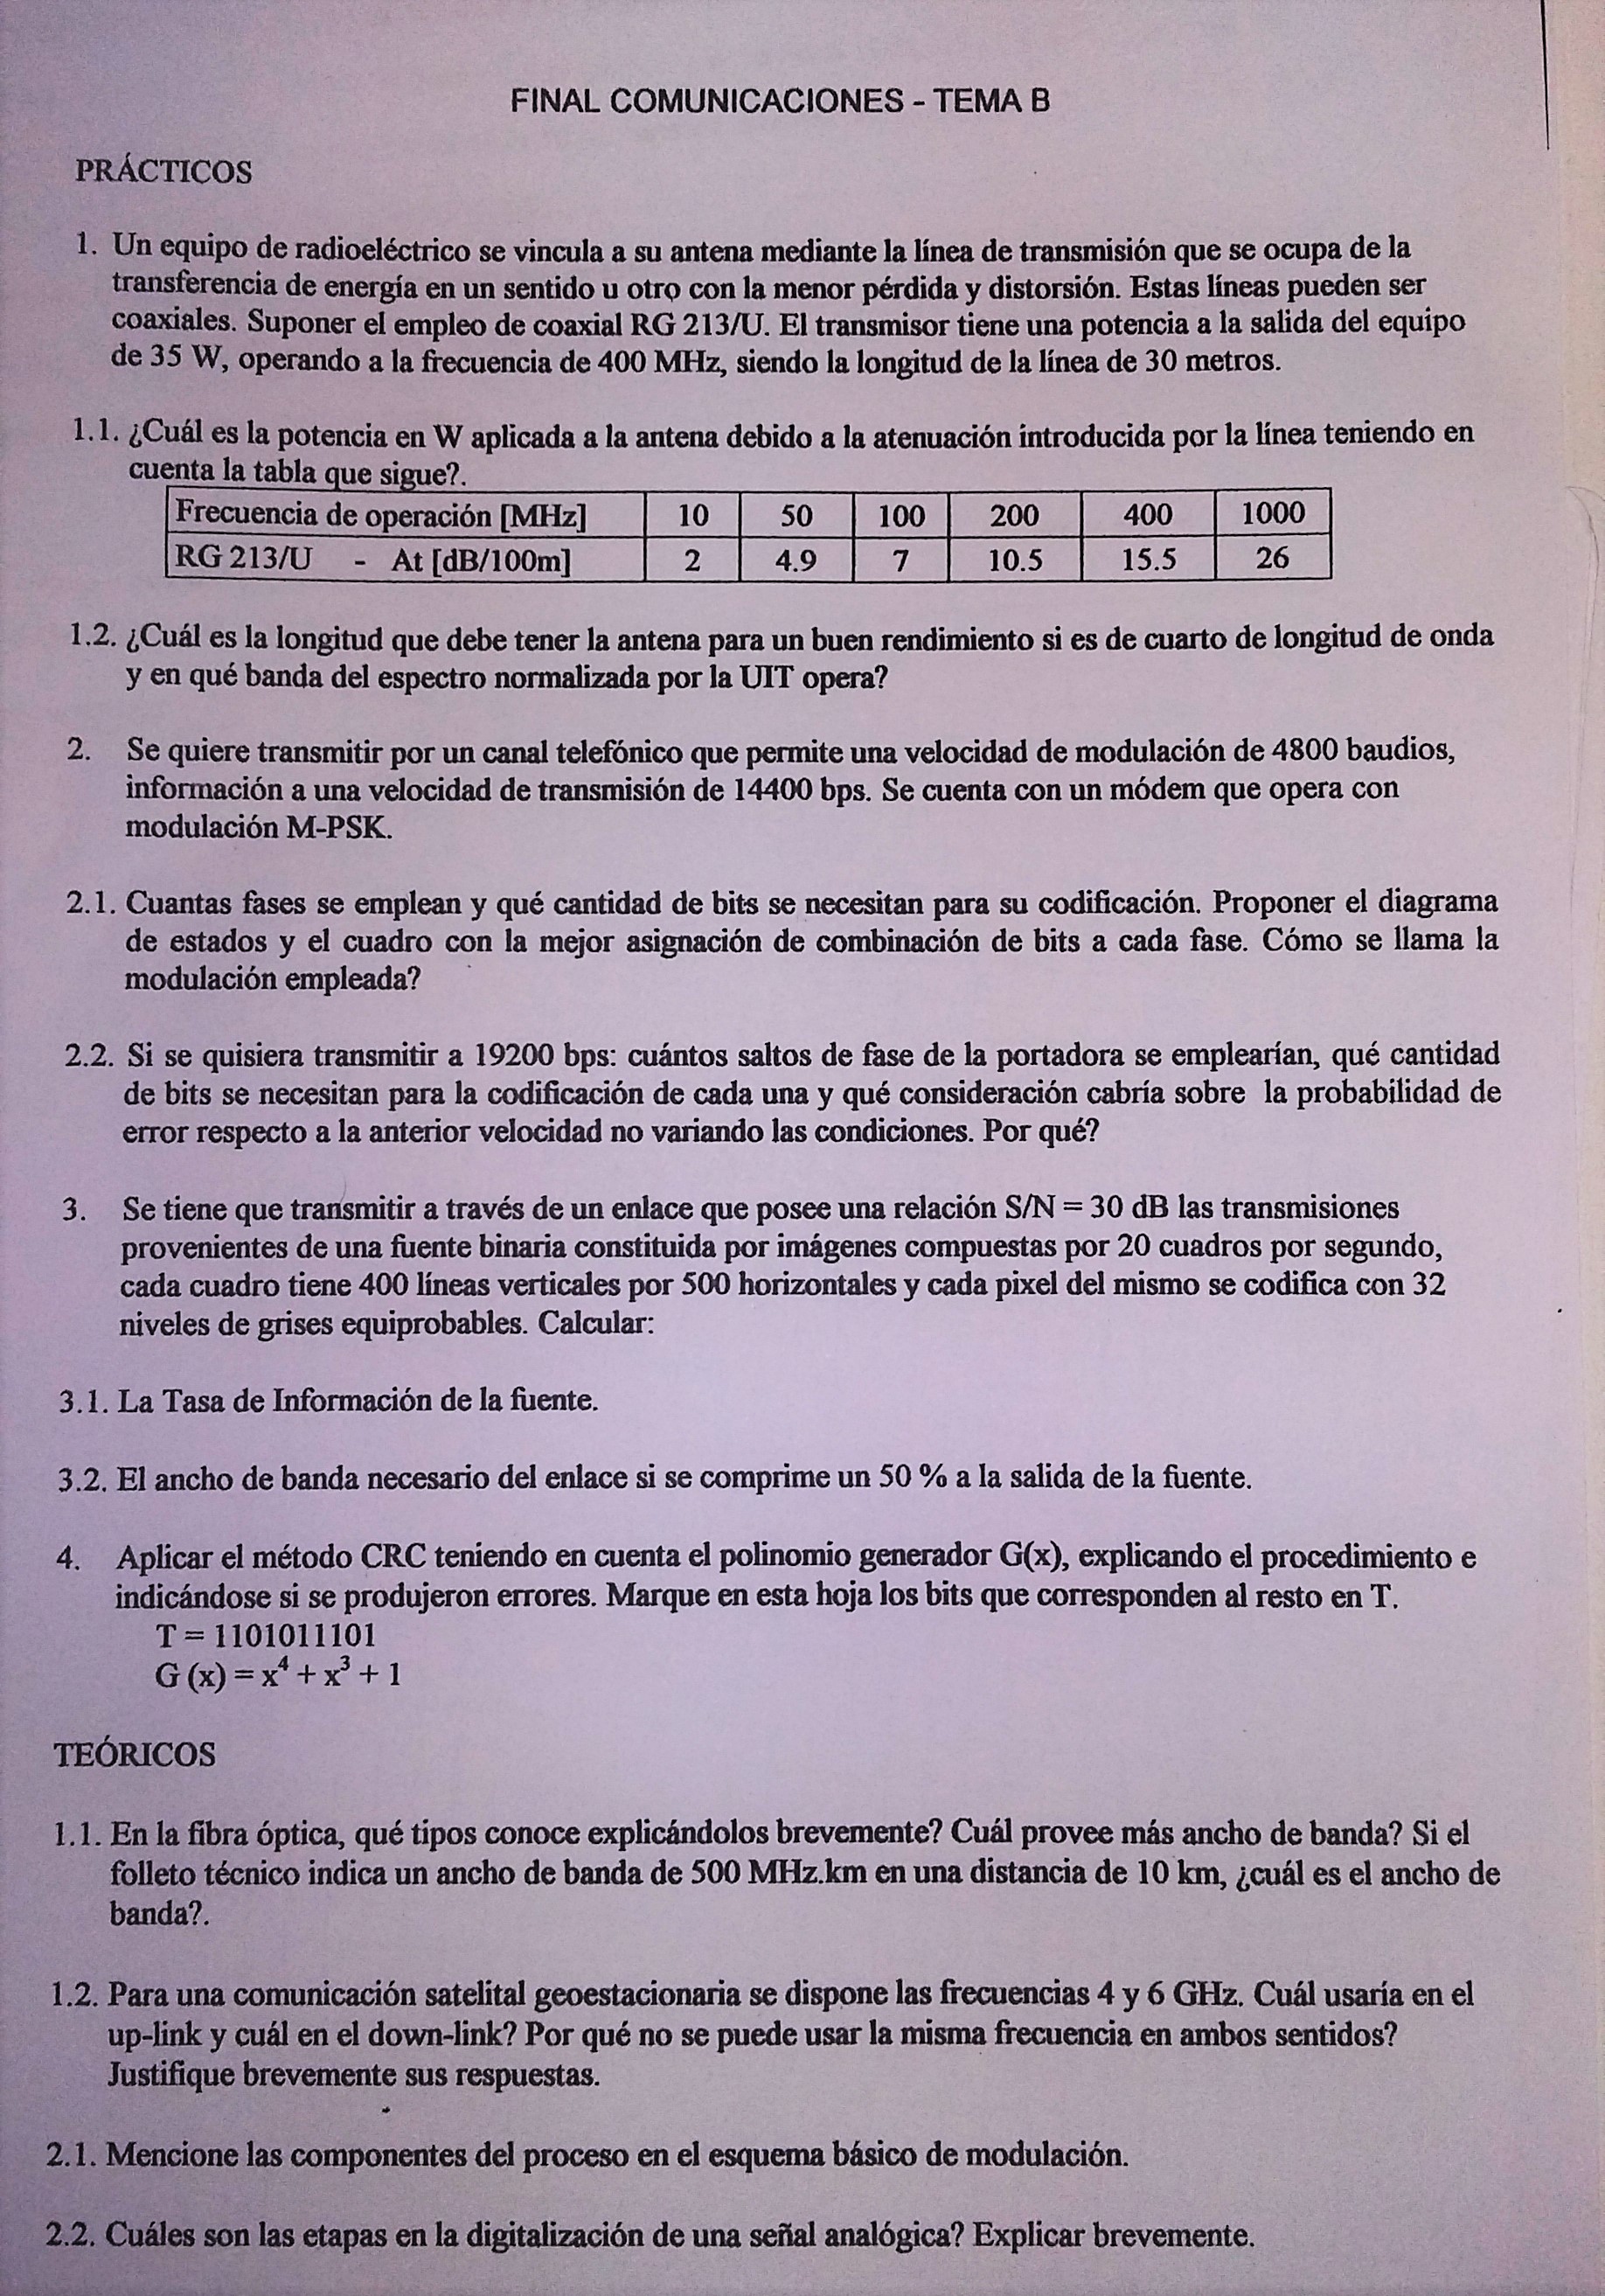 FINAL COMUNICACIONES - TEMA B
PRÁCTICOS
1. Un equipo de radioeléctrico se vincula a su antena mediante la línea de transmisión que se ocupa de la
transferencia de energía en un sentido u otro con la menor pérdida y distorsión. Estas líneas pueden ser
coaxiales. Suponer el empleo de coaxial RG 213/U. El transmisor tiene una potencia a la salida del equipo
de 35 W, operando a la frecuencia de 400 MHz, siendo la longitud de la línea de 30 metros.
1.1. ¿Cuál es la potencia en W aplicada a la antena debido a la atenuación introducida por la línea teniendo en
cuenta la tabla que sigue?.
Frecuencia de operación [MHz] 10 50 100 200 400 1000
RG 213/U - At [dB/100m] 2 4.9 7 10.5 15.5 26
1.2. ¿Cuál es la longitud que debe tener la antena para un buen rendimiento si es de cuarto de longitud de onda
y en qué banda del espectro normalizada por la UIT opera?
2. Se quiere transmitir por un canal telefónico que permite una velocidad de modulación de 4800 baudios,
información a una velocidad de transmisión de 14400 bps. Se cuenta con un módem que opera con
modulación M-PSK.
2.1. Cuantas fases se emplean y qué cantidad de bits se necesitan para su codificación. Proponer el diagrama
de estados y el cuadro con la mejor asignación de combinación de bits a cada fase. Cómo se llama la
modulación empleada?
2.2. Si se quisiera transmitir a 19200 bps: cuántos saltos de fase de la portadora se emplearían, qué cantidad
de bits se necesitan para la codificación de cada una y qué consideración cabría sobre la probabilidad de
error respecto a la anterior velocidad no variando las condiciones. Por qué?
3. Se tiene que transmitir a través de un enlace que posee una relación S/N = 30 dB las transmisiones
provenientes de una fuente binaria constituida por imágenes compuestas por 20 cuadros por segundo,
cada cuadro tiene 400 líneas verticales por 500 horizontales y cada pixel del mismo se codifica con 32
niveles de grises equiprobables. Calcular:
3.1. La Tasa de Información de la fuente.
3.2. El ancho de banda necesario del enlace si se comprime un 50 % a la salida de la fuente.
4. Aplicar el método CRC teniendo en cuenta el polinomio generador G(x), explicando el procedimiento e
indicándose si se produjeron errores. Marque en esta hoja los bits que corresponden al resto en T.
T = 1101011101
G (x) = x⁴ + x³ + 1
TEÓRICOS
1.1. En la fibra óptica, qué tipos conoce explicándolos brevemente? Cuál provee más ancho de banda? Si el
folleto técnico indica un ancho de banda de 500 MHz.km en una distancia de 10 km, ¿cuál es el ancho de
banda?.
1.2. Para una comunicación satelital geoestacionaria se dispone las frecuencias 4 y 6 GHz. Cuál usaría en el
up-link y cuál en el down-link? Por qué no se puede usar la misma frecuencia en ambos sentidos?
Justifique brevemente sus respuestas.
2.1. Mencione las componentes del proceso en el esquema básico de modulación.
2.2. Cuáles son las etapas en la digitalización de una señal analógica? Explicar brevemente.